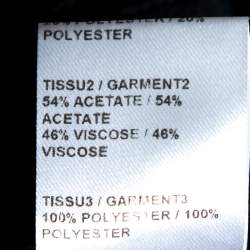 POLYESTER
TISSU2 / GARMENT2
54% ACETATE / 54%
ACETATE
46% VISCOSE / 46%
VISCOSE
TISSU3 / GARMENT3
100% POLYESTER / 100%
POLYESTER